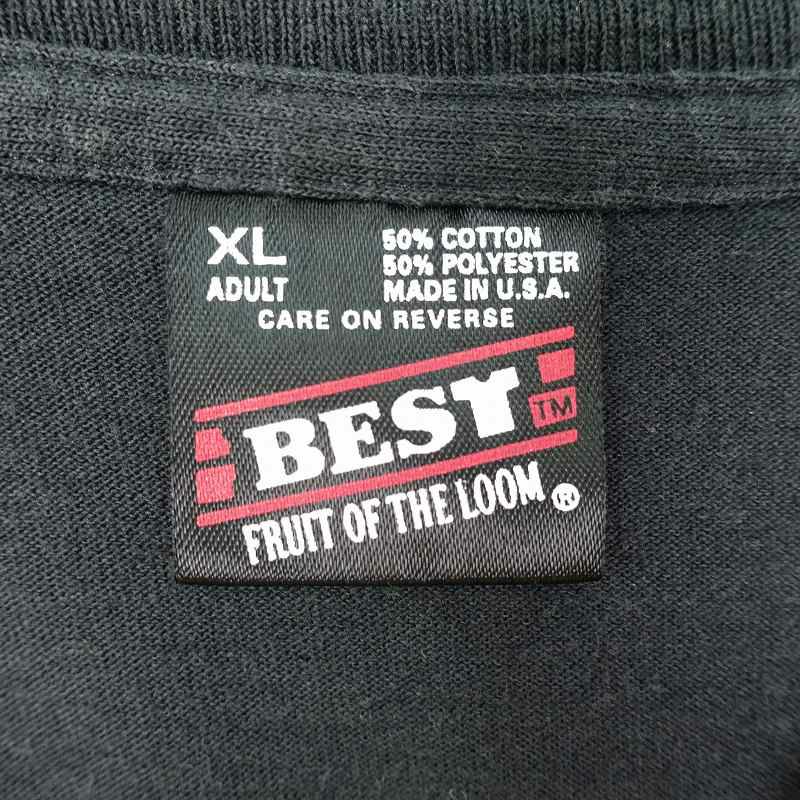 XL
ADULT
50% COTTON
50% POLYESTER
MADE IN U.S.A.
CARE ON REVERSE
BEST TM
FRUIT OF THE LOOM ®